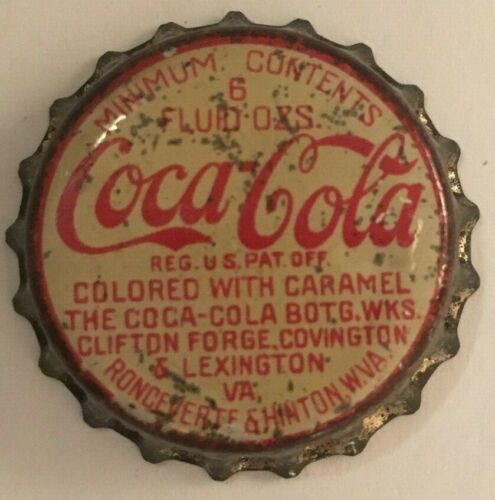 MINIMUM CONTENTS
6
FLUID OZS.
Coca-Cola
REG. U.S. PAT. OFF.
COLORED WITH CARAMEL
THE COCA-COLA BOTG. WKS.
CLIFTON FORGE, COVINGTON
& LEXINGTON
VA,
RONCEVERTE & HINTON, W.VA.